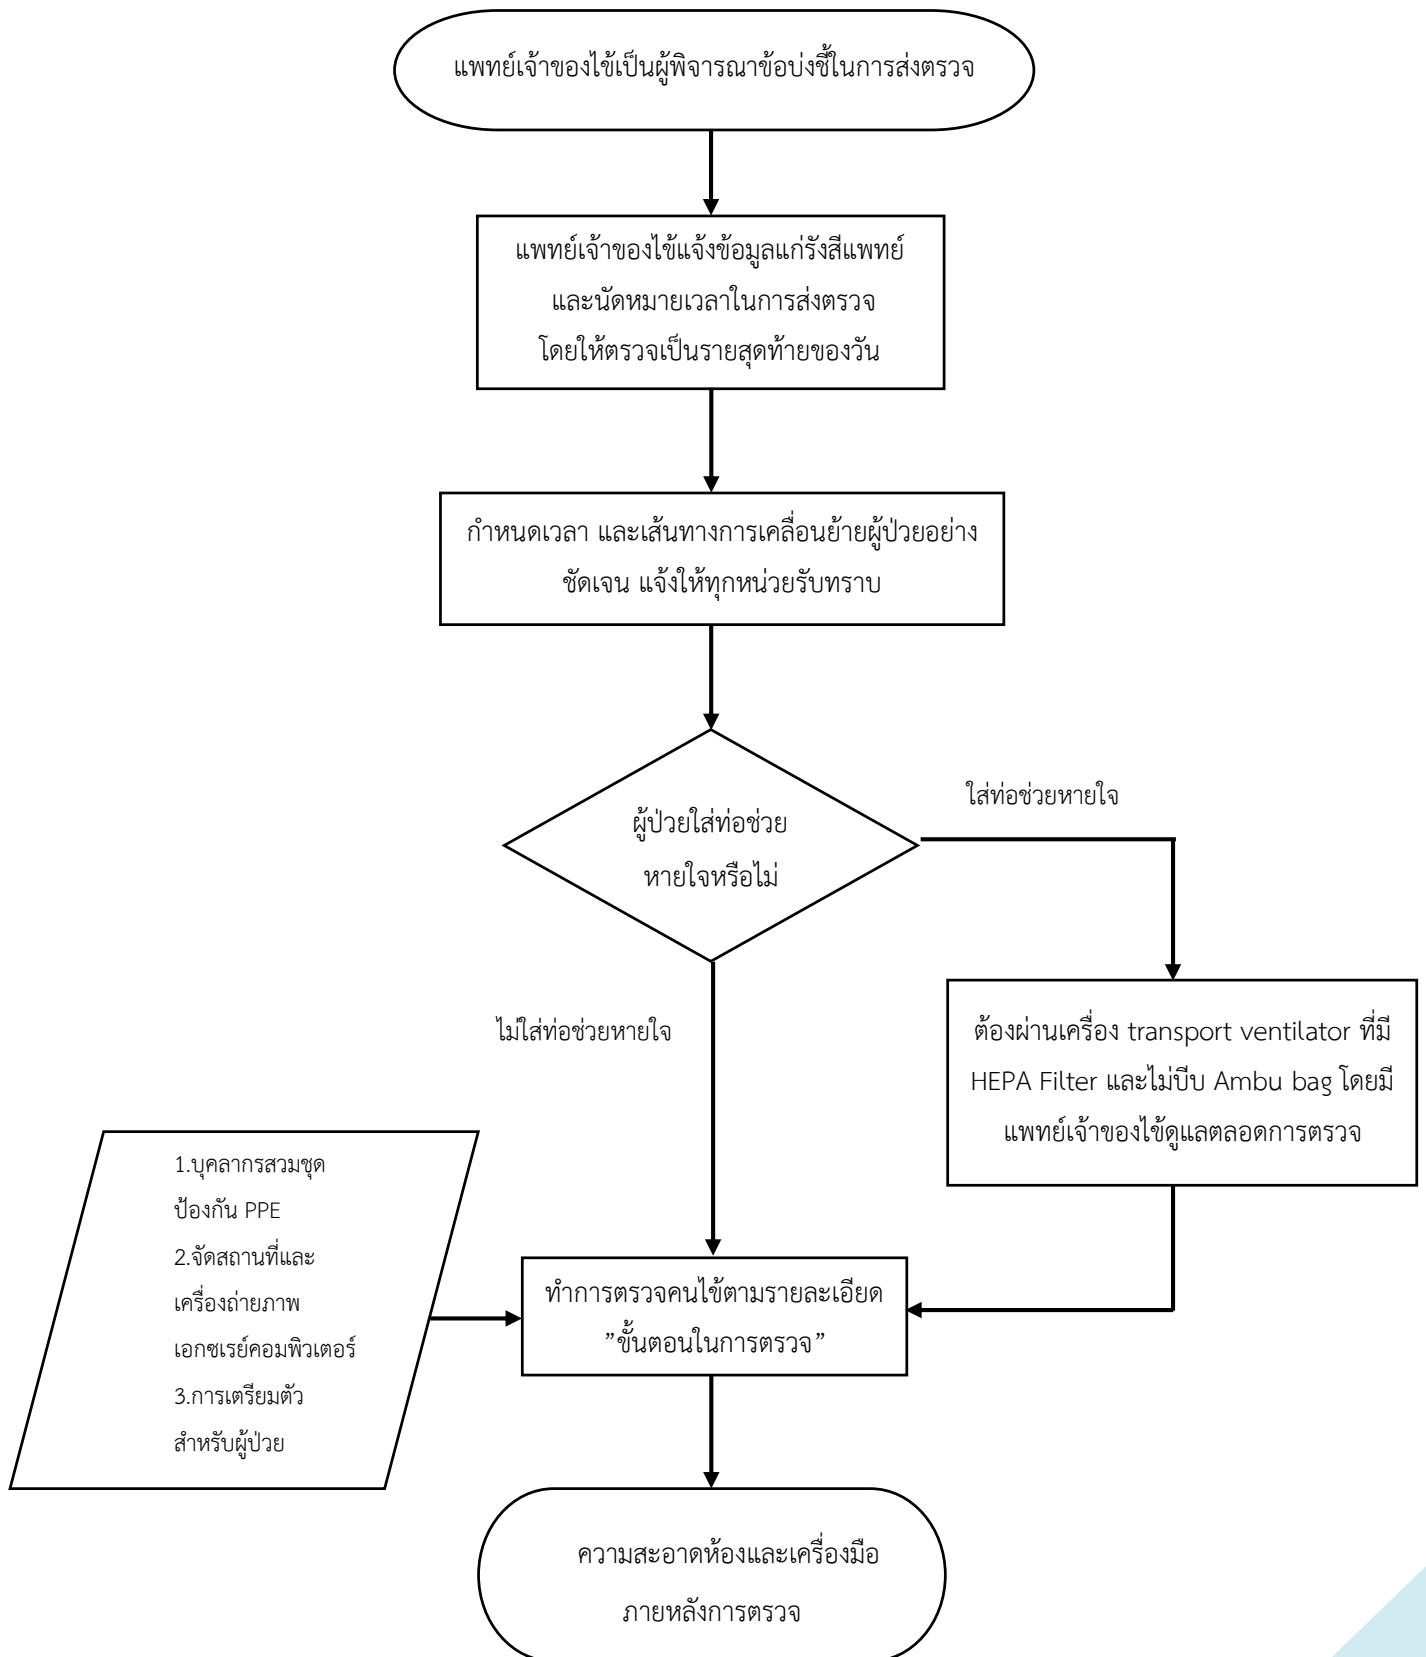 แพทย์เจ้าของไข้เป็นผู้พิจารณาข้อบ่งชี้ในการส่งตรวจ
แพทย์เจ้าของไข้แจ้งข้อมูลแก่รังสีแพทย์
และนัดหมายเวลาในการส่งตรวจ
โดยให้ตรวจเป็นรายสุดท้ายของวัน
กำหนดเวลา และเส้นทางการเคลื่อนย้ายผู้ป่วยอย่าง
ชัดเจน แจ้งให้ทุกหน่วยรับทราบ
ผู้ป่วยใส่ท่อช่วย
หายใจหรือไม่
ใส่ท่อช่วยหายใจ
ไม่ใส่ท่อช่วยหายใจ
ต้องผ่านเครื่อง transport ventilator ที่มี
HEPA Filter และไม่บีบ Ambu bag โดยมี
แพทย์เจ้าของไข้ดูแลตลอดการตรวจ
1.บุคลากรสวมชุด
ป้องกัน PPE
2.จัดสถานที่และ
เครื่องถ่ายภาพ
เอกซเรย์คอมพิวเตอร์
3.การเตรียมตัว
สำหรับผู้ป่วย
ทำการตรวจคนไข้ตามรายละเอียด
”ขั้นตอนในการตรวจ”
ความสะอาดห้องและเครื่องมือ
ภายหลังการตรวจ